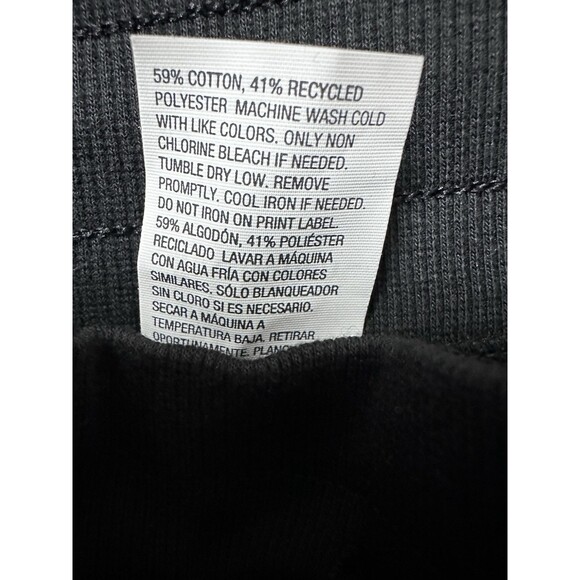 59% COTTON, 41% RECYCLED
POLYESTER MACHINE WASH COLD
WITH LIKE COLORS. ONLY NON
CHLORINE BLEACH IF NEEDED.
TUMBLE DRY LOW. REMOVE
PROMPTLY. COOL IRON IF NEEDED.
DO NOT IRON ON PRINT LABEL.
59% ALGODÓN, 41% POLIÉSTER
RECICLADO LAVAR A MÁQUINA
CON AGUA FRÍA CON COLORES
SIMILARES. SÓLO BLANQUEADOR
SIN CLORO SI ES NECESARIO.
SECAR A MÁQUINA A
TEMPERATURA BAJA. RETIRAR
OPORTUNAMENTE.